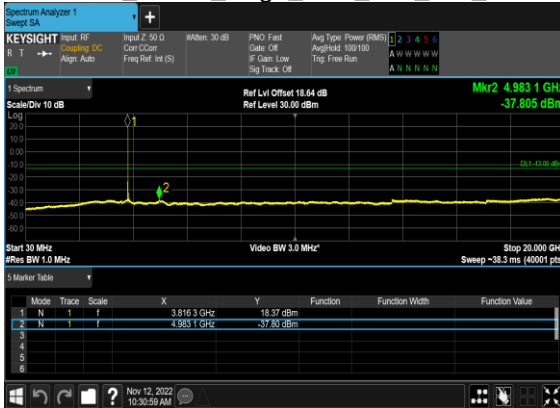 Spectrum Analyzer 1
Swept SA
+
KEYSIGHT Input: RF Input Z: 50 Ω #Atten: 30 dB PNO: Fast Avg Type: Power (RMS) 1 2 3 4 5 6
R T Coupling: DC Corr CCorr Gate: Off Avg|Hold: 100/100 A W W W W W
Align: Auto Freq Ref: Int (S) IF Gain: Low Trig: Free Run
LXI Sig Track: Off A N N N N N
1 Spectrum Ref Lvl Offset 18.64 dB Mkr2 4.983 1 GHz
Scale/Div 10 dB Ref Level 30.00 dBm -37.805 dBm
Log
20.0
10.0
0.00
-10.0
DL1 -13.00 dBm
-20.0
-30.0
-40.0
-50.0
-60.0
1
2
Start 30 MHz Video BW 3.0 MHz* Stop 20.000 GH
#Res BW 1.0 MHz Sweep ~38.3 ms (40001 pts
5 Marker Table
Mode Trace Scale X Y Function Function Width Function Value
1 N 1 f 3.816 3 GHz 18.37 dBm
2 N 1 f 4.983 1 GHz -37.80 dBm
3
4
5
6
? Nov 12, 2022
10:30:59 AM